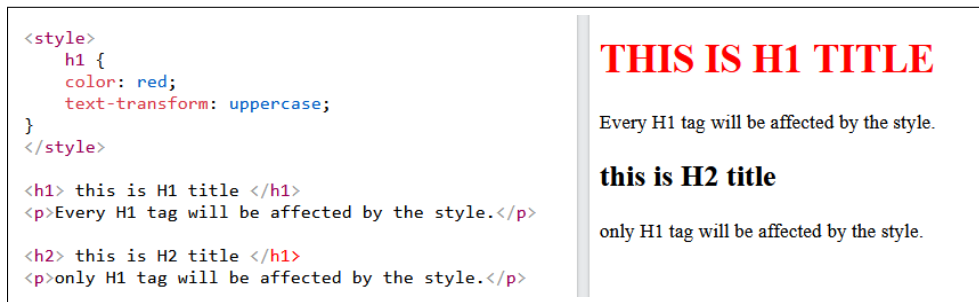 <style>
    h1 {
    color: red;
    text-transform: uppercase;
}
</style>

<h1> this is H1 title </h1>
<p>Every H1 tag will be affected by the style.</p>

<h2> this is H2 title </h1>
<p>only H1 tag will be affected by the style.</p>

THIS IS H1 TITLE
Every H1 tag will be affected by the style.
this is H2 title
only H1 tag will be affected by the style.